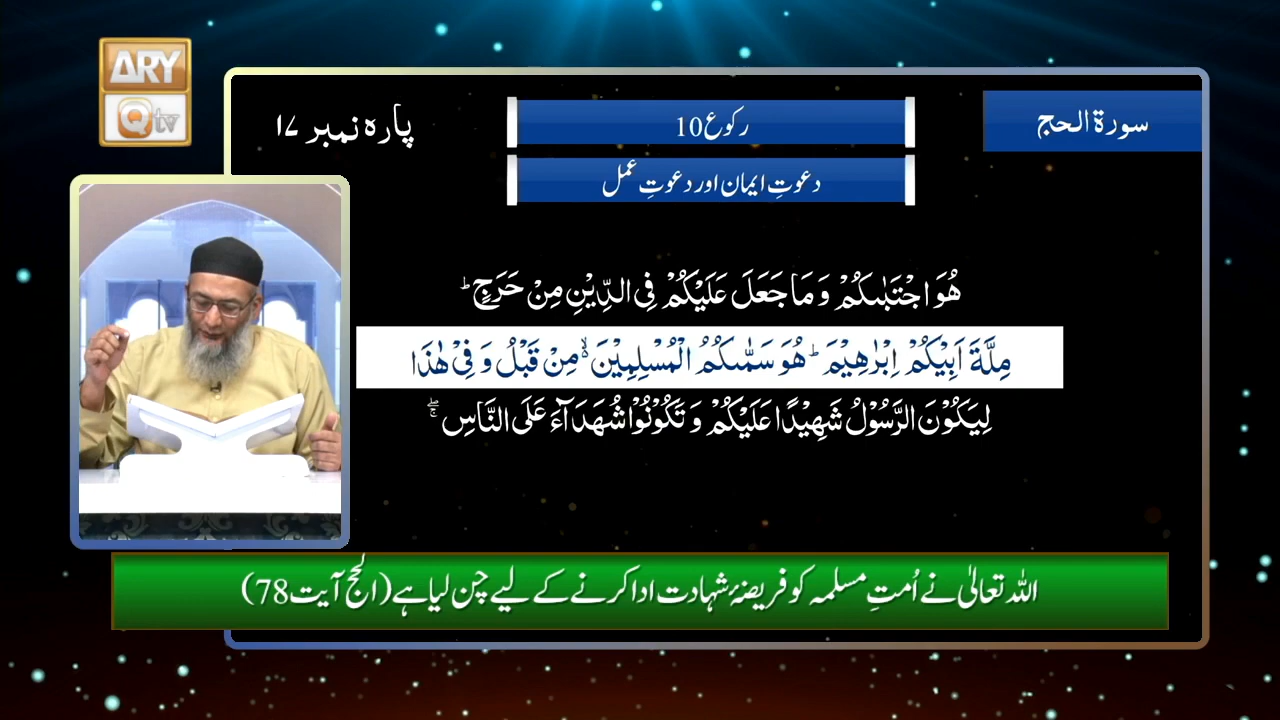 ARY
Qtv
سورۃ الحج
رکوع 10
پارہ نمبر ۱۷
دعوتِ ایمان اور دعوتِ عمل
هُوَ اجْتَبٰىكُمْ وَ مَا جَعَلَ عَلَيْكُمْ فِى الدِّيْنِ مِنْ حَرَجٍ ؕ
مِلَّةَ اَبِيْكُمْ اِبْرٰهِيْمَ ؕ هُوَ سَمّٰىكُمُ الْمُسْلِمِيْنَ ۙ مِنْ قَبْلُ وَ فِىْ هٰذَا
لِيَكُوْنَ الرَّسُوْلُ شَهِيْدًا عَلَيْكُمْ وَ تَكُوْنُوْا شُهَدَآءَ عَلَى النَّاسِ ۖۚ
اللہ تعالیٰ نے اُمتِ مسلمہ کو فریضۂ شہادت ادا کرنے کے لیے چن لیا ہے (الحج آیت 78)